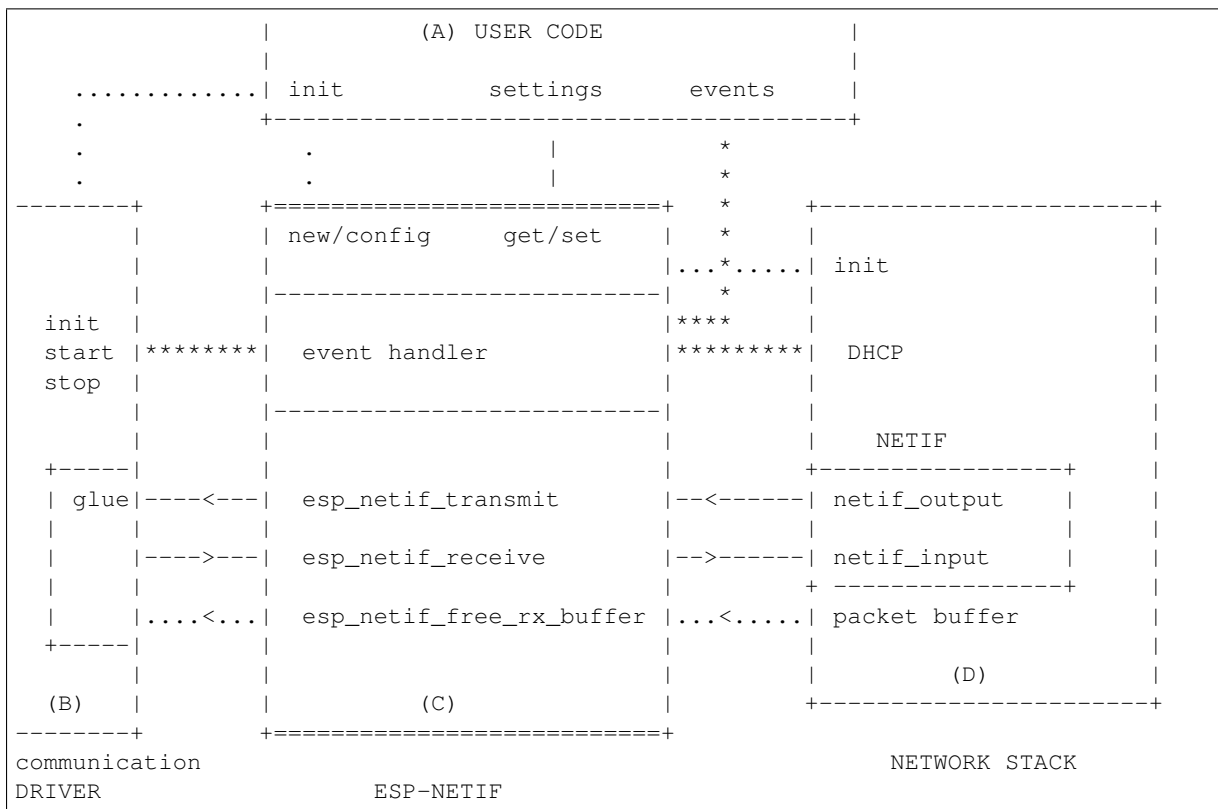 (A) USER CODE
init settings events
new/config get/set
init
init
start event handler DHCP
stop
NETIF
glue esp_netif_transmit netif_output
esp_netif_receive netif_input
esp_netif_free_rx_buffer packet buffer
(D)
(B) (C)
communication NETWORK STACK
DRIVER ESP-NETIF